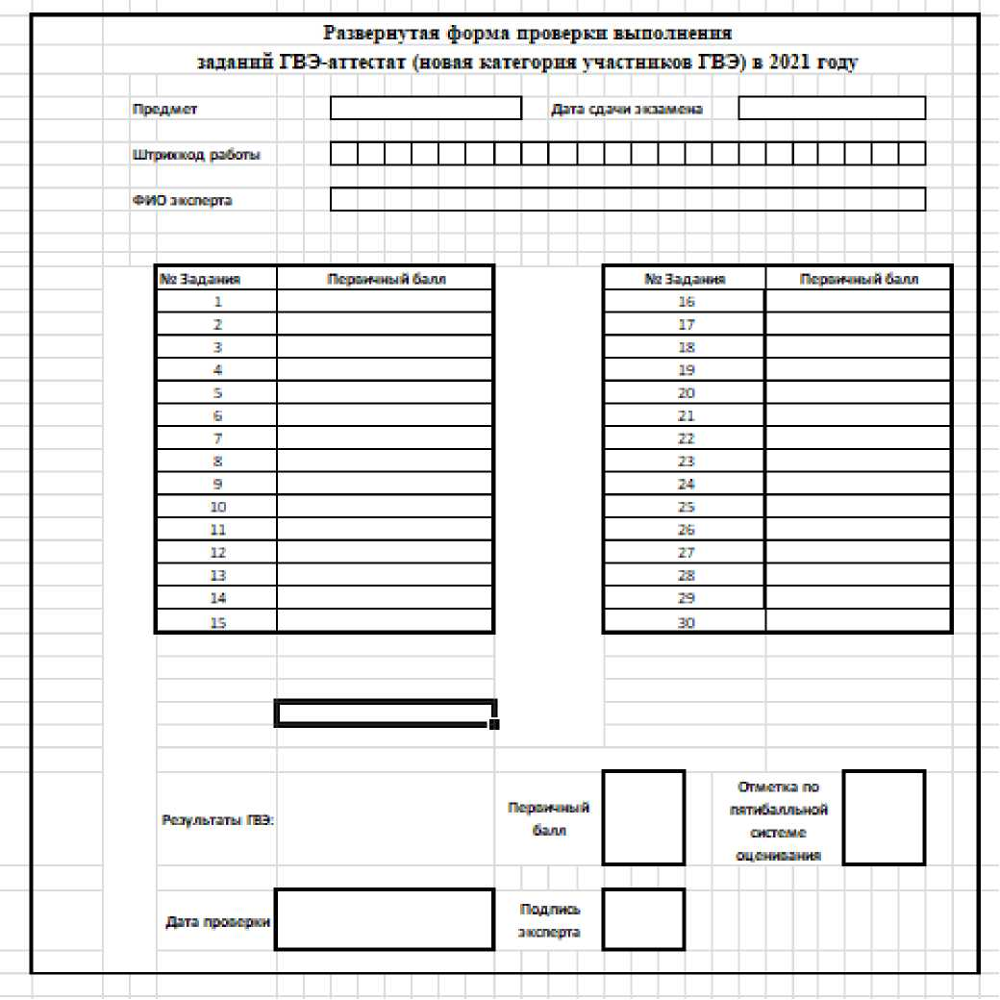 Развернутая форма проверки выполнения
заданий ГВЭ-аттестат (новая категория участников ГВЭ) в 2021 году
Предмет Дата сдачи экзамена
Штрихкод работы
ФИО эксперта
№ Задания Первичный балл № Задания Первичный балл
1 16
2 17
3 18
4 19
5 20
6 21
7 22
8 23
9 24
10 25
11 26
12 27
13 28
14 29
15 30
Результаты ГВЭ:
Первичный
балл
Отметка по
пятибалльной
системе
оценивания
Дата проверки
Подпись
эксперта